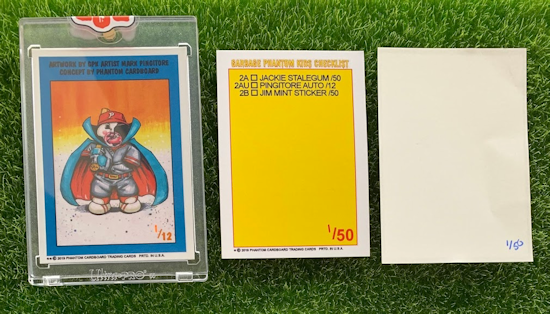 ARTWORK BY GPK ARTIST MARK PINGITORE
CONCEPT BY PHANTOM CARDBOARD
1/12
★ © 2019 PHANTOM CARDBOARD TRADING CARDS PRTD. IN U.S.A.
Ultra·PRO
GARBAGE PHANTOM KIDS CHECKLIST
2A □ JACKIE STALEGUM /50
2AU □ PINGITORE AUTO /12
2B □ JIM MINT STICKER /50
1/50
★ © 2019 PHANTOM CARDBOARD TRADING CARDS PRTD. IN U.S.A.
1/50